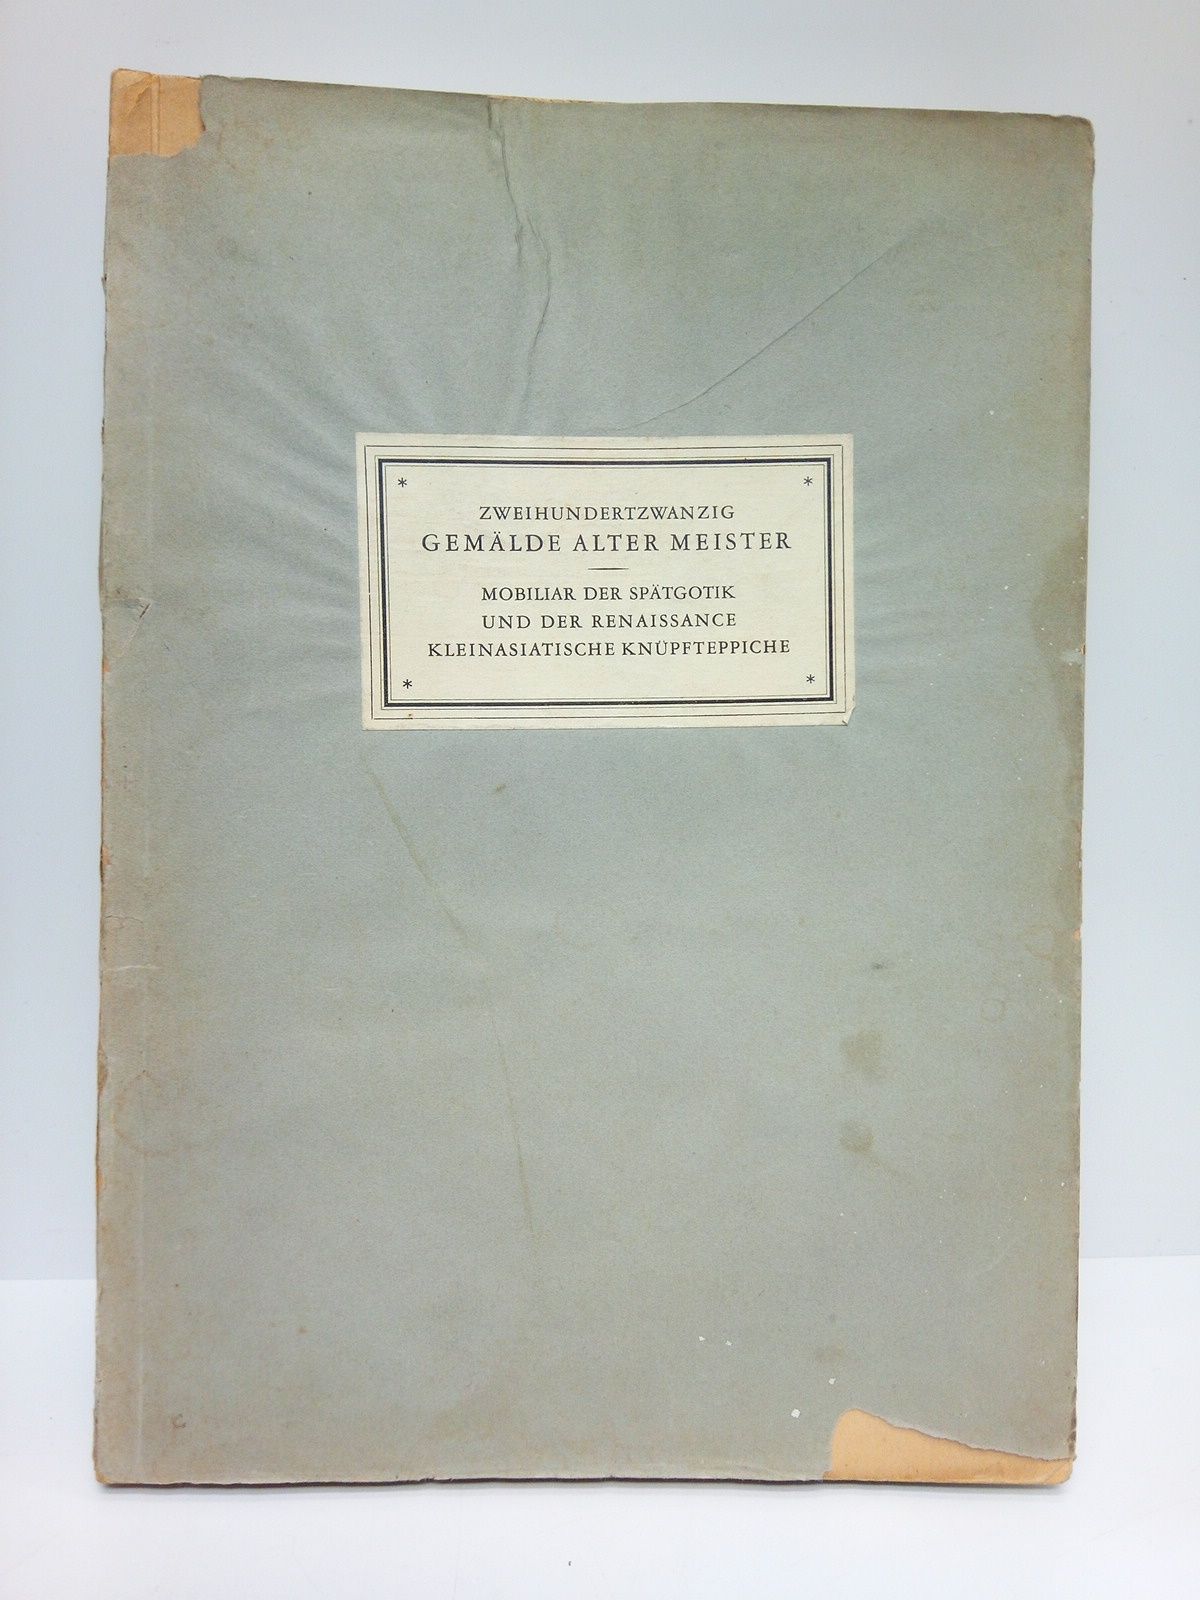 * *
ZWEIHUNDERTZWANZIG
GEMÄLDE ALTER MEISTER
MOBILIAR DER SPÄTGOTIK
UND DER RENAISSANCE
KLEINASIATISCHE KNÜPFTEPPICHE
* *